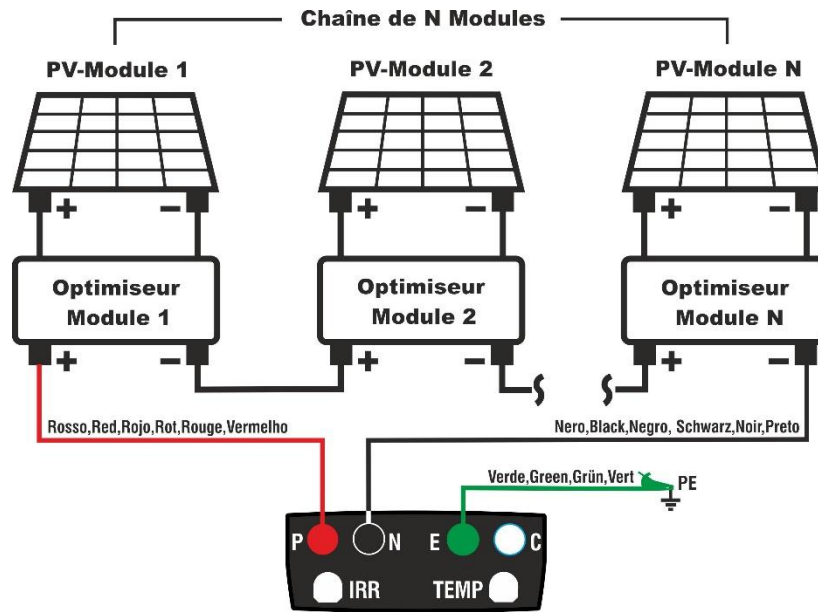 Chaîne de N Modules
PV-Module 1
PV-Module 2
PV-Module N
+ −
+ −
+ −
Optimiseur
Module 1
Optimiseur
Module 2
Optimiseur
Module N
+ −
+ −
+ −
Rosso,Red,Rojo,Rot,Rouge,Vermelho
Nero,Black,Negro, Schwarz,Noir,Preto
Verde,Green,Grün,Vert
PE
P N E C
IRR TEMP